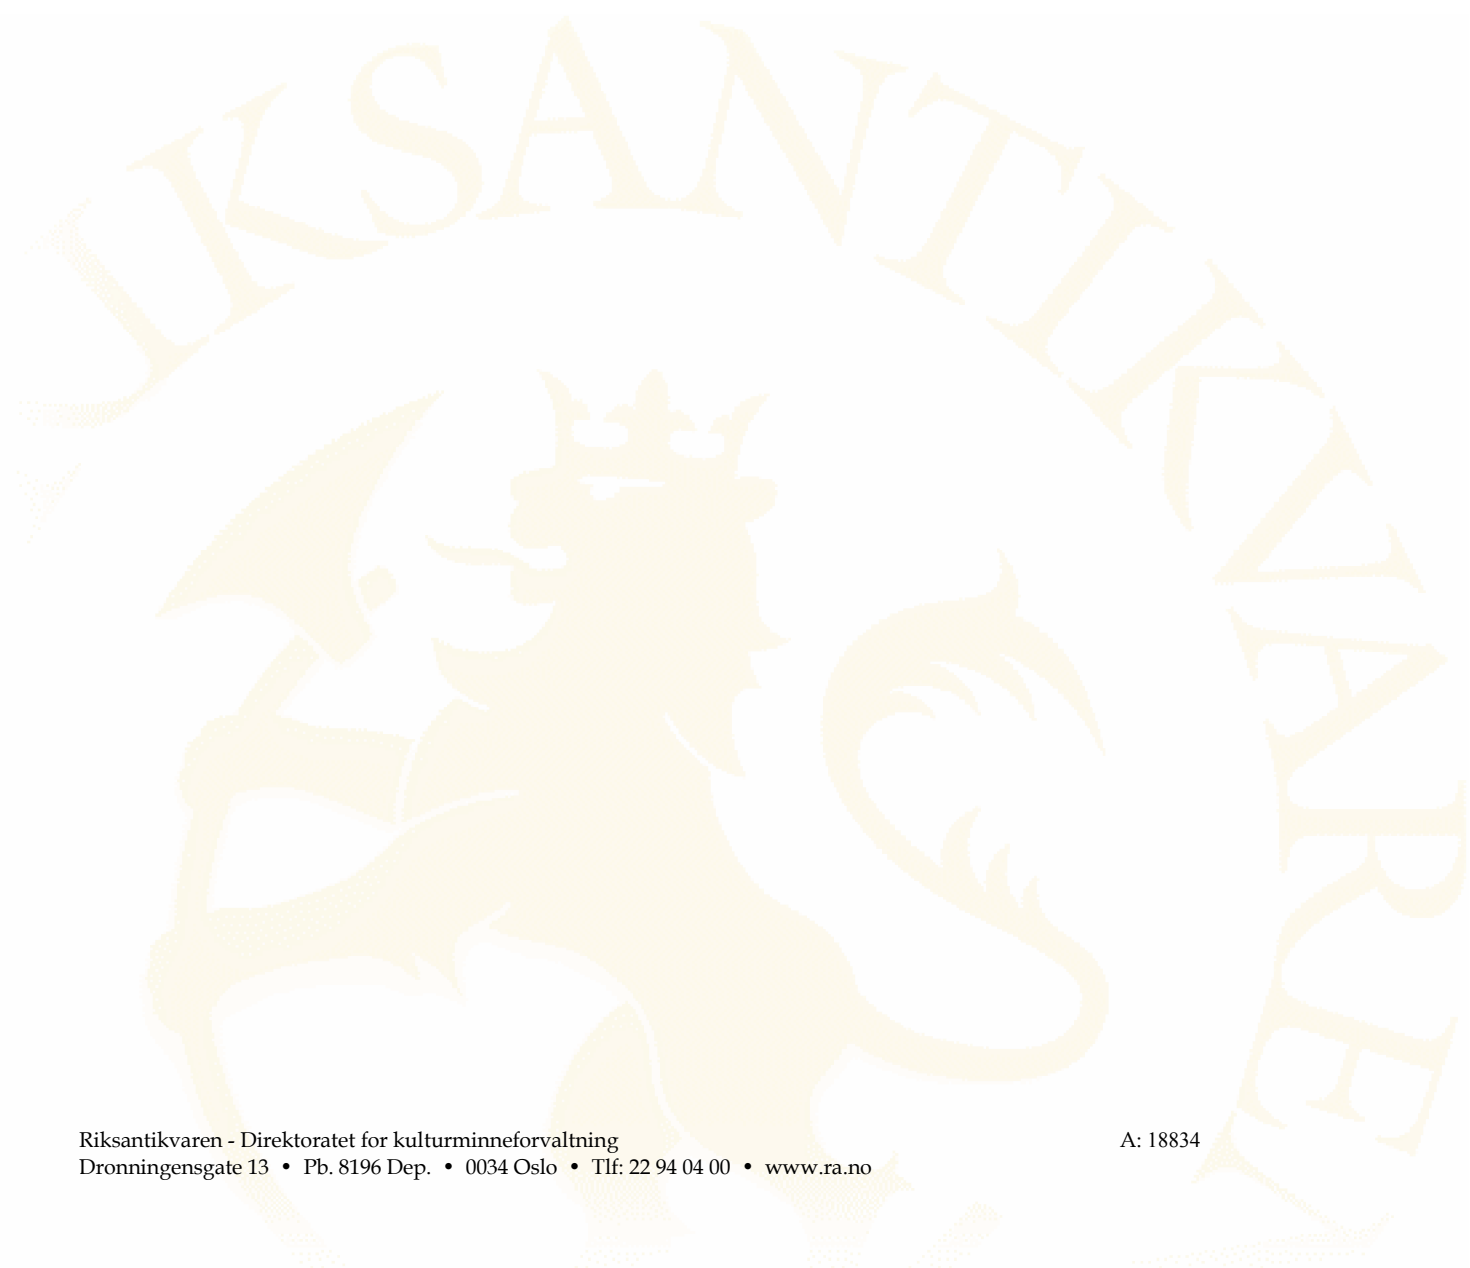 RIKSANTIKVAREN
Riksantikvaren - Direktoratet for kulturminneforvaltning A: 18834
Dronningensgate 13 • Pb. 8196 Dep. • 0034 Oslo • Tlf: 22 94 04 00 • www.ra.no